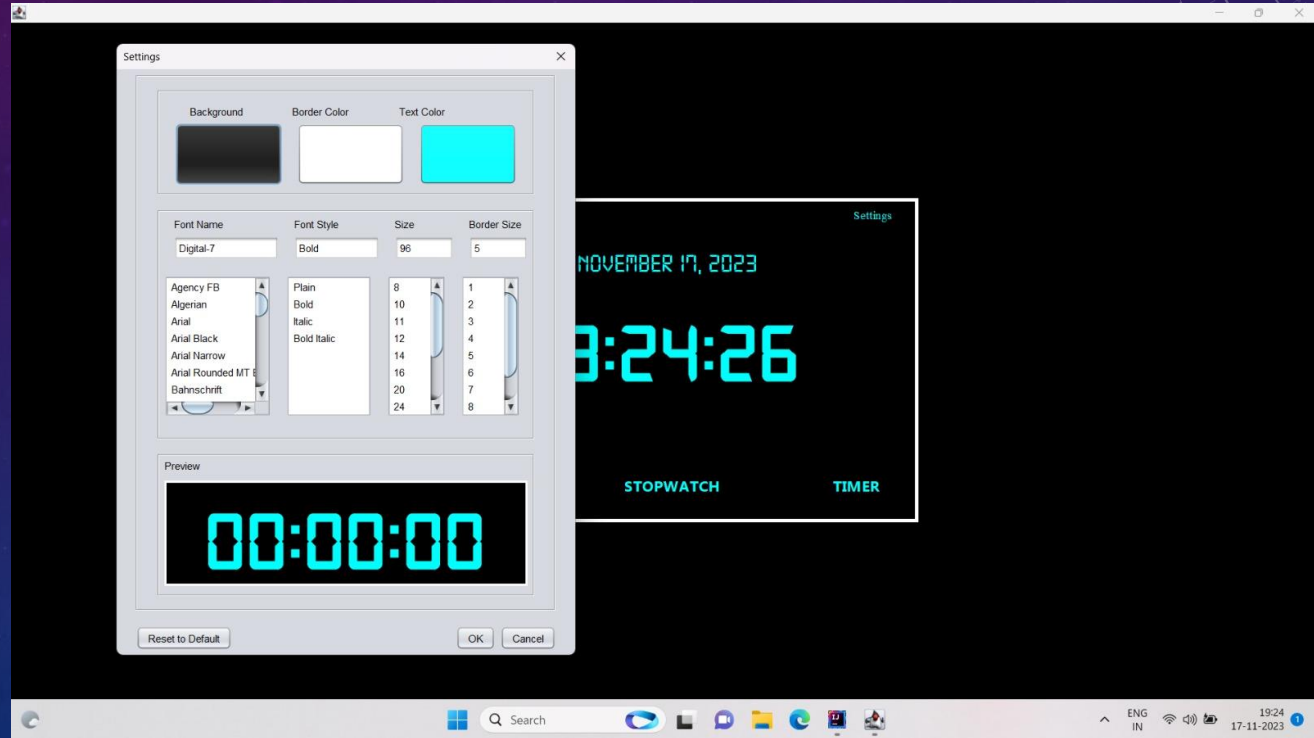 Settings
Background Border Color Text Color
Font Name Font Style Size Border Size
Digital-7 Bold 96 5
Agency FB Plain 8 1
Algerian Bold 10 2
Arial Italic 11 3
Arial Black Bold Italic 12 4
Arial Narrow 14 5
Arial Rounded MT 16 6
Bahnschrift 20 7
24 8
Preview
00:00:00
Reset to Default OK Cancel
Settings
NOVEMBER 17, 2023
:24:26
STOPWATCH TIMER
Search
ENG
IN
19:24
17-11-2023
1